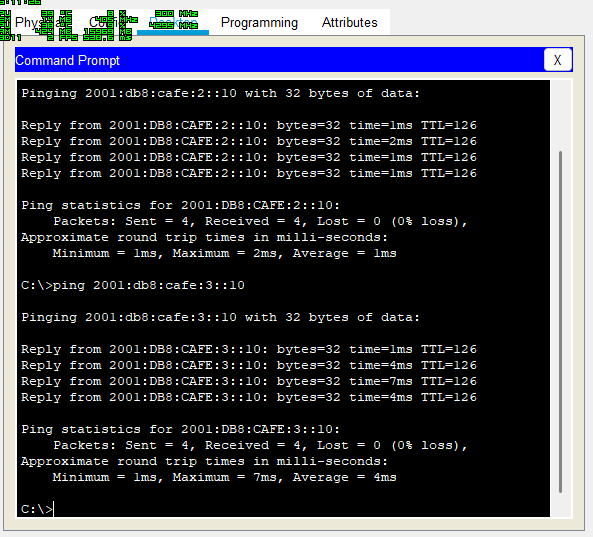 Programming
Attributes
Command Prompt
X
Pinging 2001:db8:cafe:2::10 with 32 bytes of data:
Reply from 2001:DB8:CAFE:2::10: bytes=32 time=1ms TTL=126
Reply from 2001:DB8:CAFE:2::10: bytes=32 time=2ms TTL=126
Reply from 2001:DB8:CAFE:2::10: bytes=32 time=1ms TTL=126
Reply from 2001:DB8:CAFE:2::10: bytes=32 time=1ms TTL=126
Ping statistics for 2001:DB8:CAFE:2::10:
Packets: Sent = 4, Received = 4, Lost = 0 (0% loss),
Approximate round trip times in milli-seconds:
Minimum = 1ms, Maximum = 2ms, Average = 1ms
C:\>ping 2001:db8:cafe:3::10
Pinging 2001:db8:cafe:3::10 with 32 bytes of data:
Reply from 2001:DB8:CAFE:3::10: bytes=32 time=1ms TTL=126
Reply from 2001:DB8:CAFE:3::10: bytes=32 time=4ms TTL=126
Reply from 2001:DB8:CAFE:3::10: bytes=32 time=7ms TTL=126
Reply from 2001:DB8:CAFE:3::10: bytes=32 time=4ms TTL=126
Ping statistics for 2001:DB8:CAFE:3::10:
Packets: Sent = 4, Received = 4, Lost = 0 (0% loss),
Approximate round trip times in milli-seconds:
Minimum = 1ms, Maximum = 7ms, Average = 4ms
C:\>